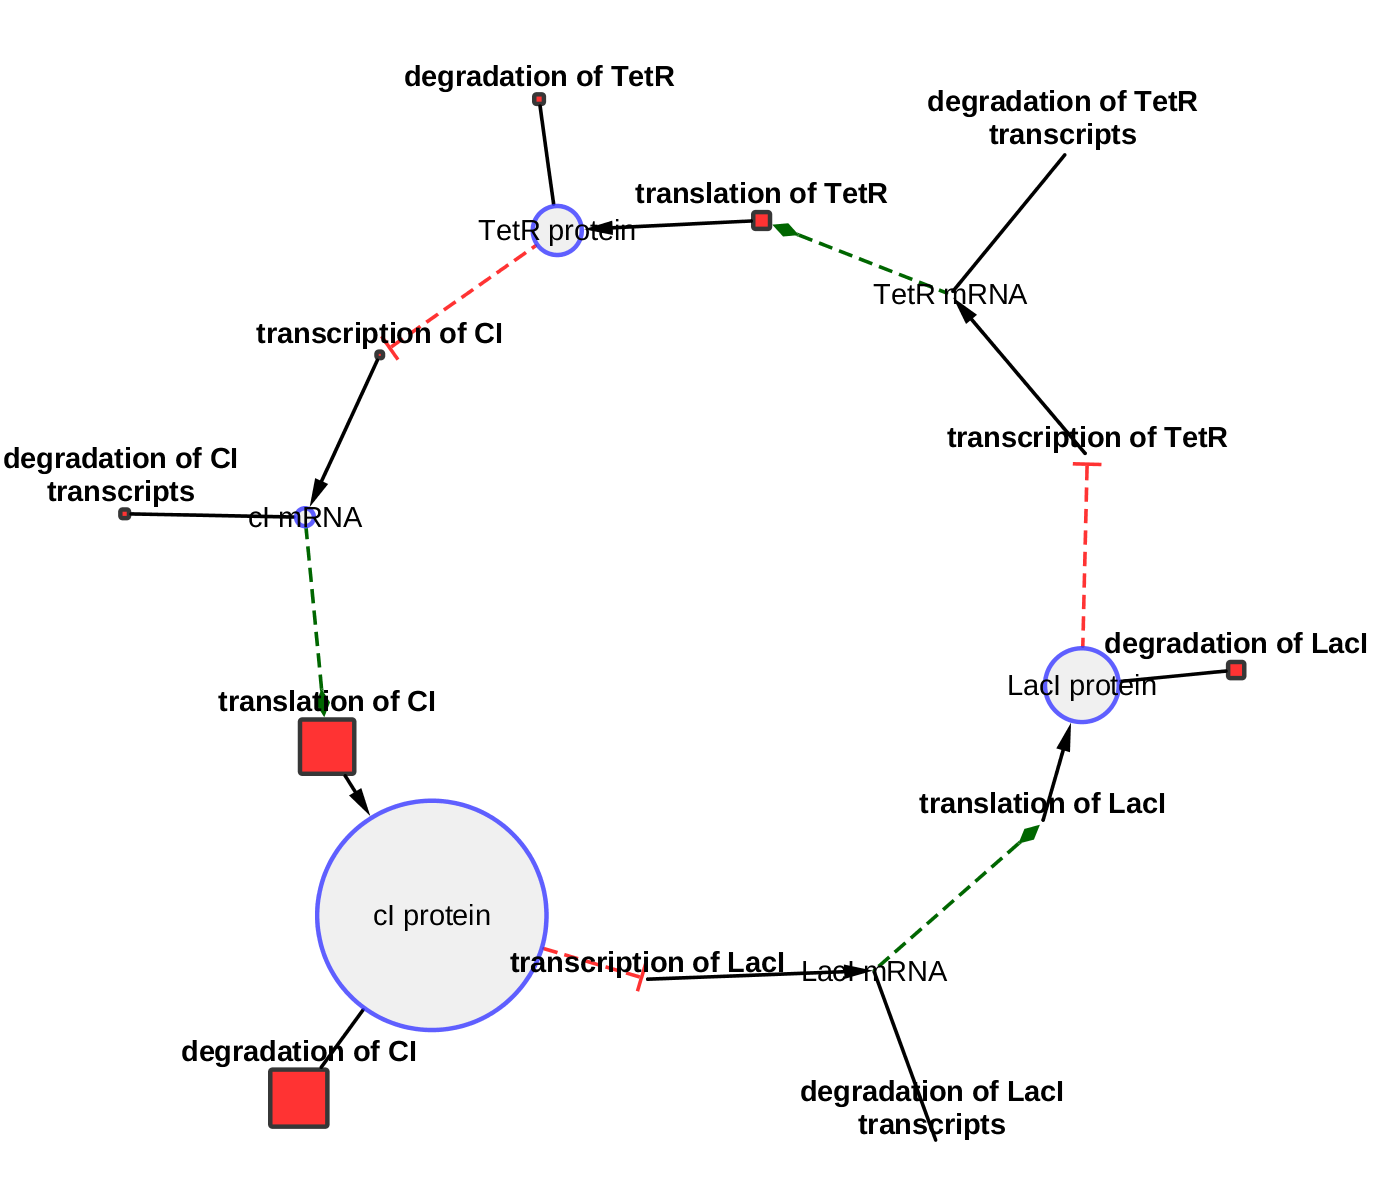 degradation of TetR
degradation of TetR
transcripts
translation of TetR
TetR protein
TetR mRNA
transcription of CI
transcription of TetR
degradation of CI
transcripts
cI mRNA
degradation of LacI
LacI protein
translation of CI
translation of LacI
cI protein
transcription of LacI
LacI mRNA
degradation of CI
degradation of LacI
transcripts